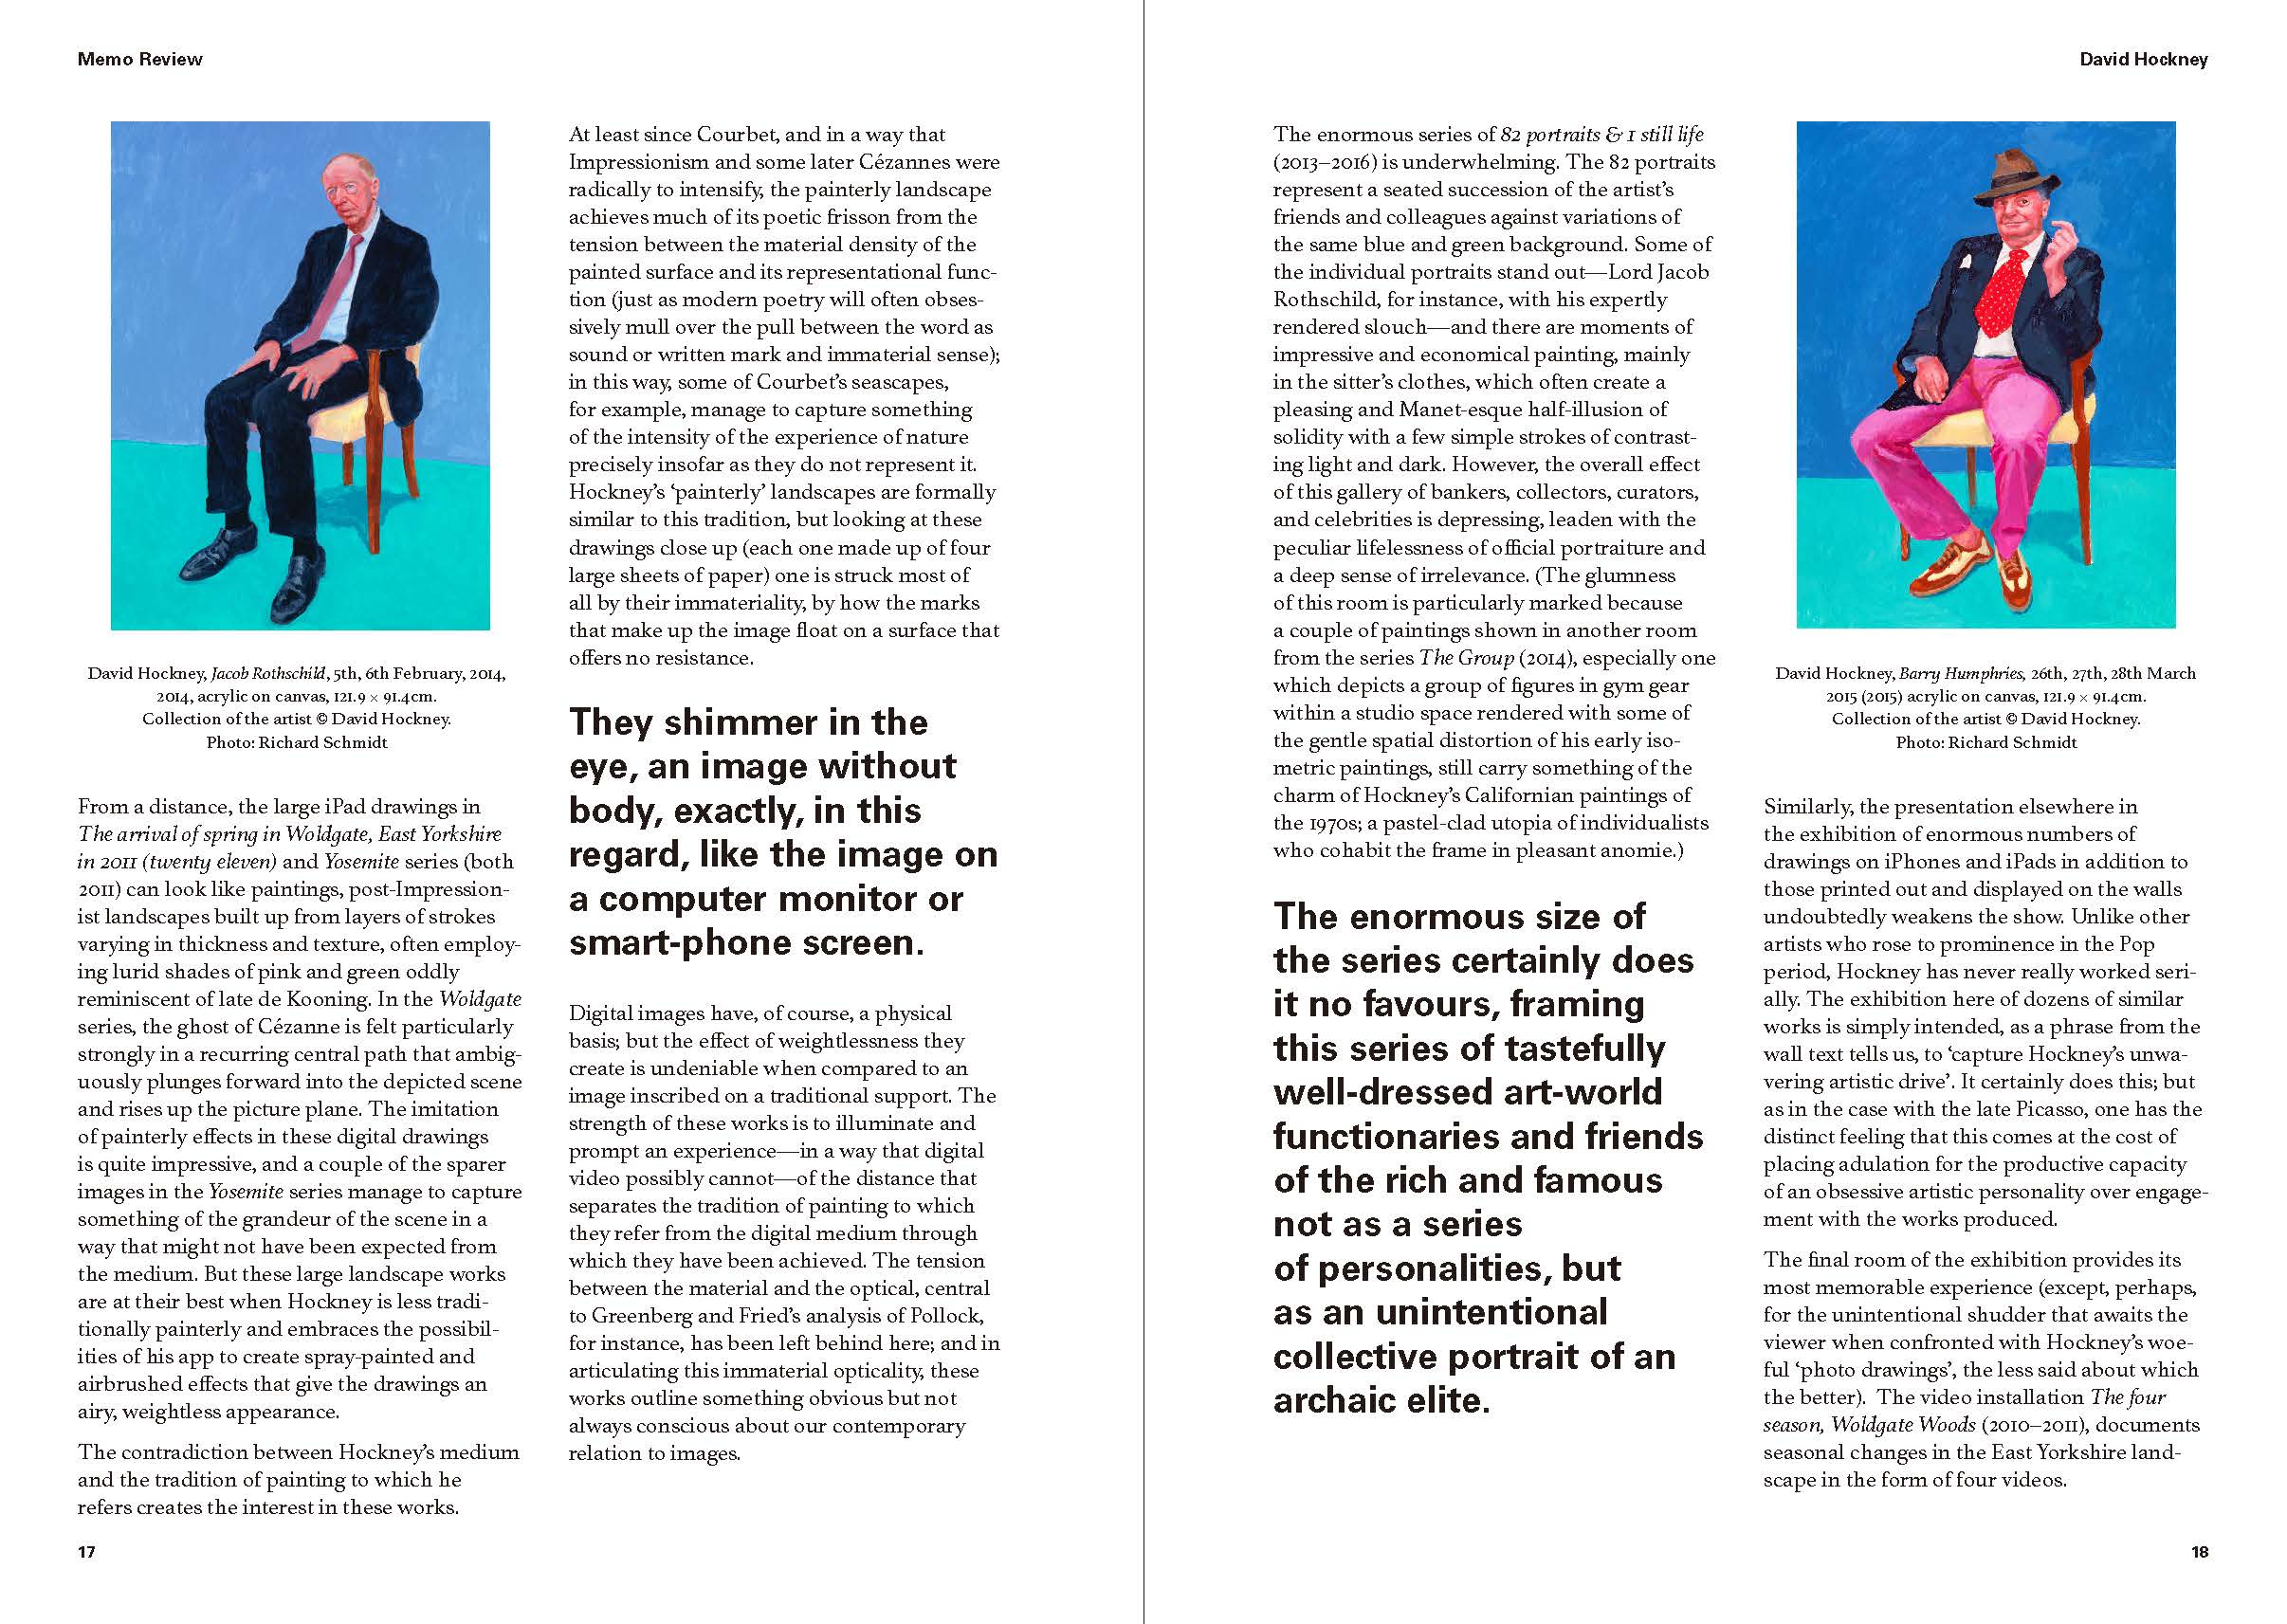 Memo Review
David Hockney, Jacob Rothschild, 5th, 6th February, 2014,
2014, acrylic on canvas, 121.9 × 91.4cm.
Collection of the artist © David Hockney.
Photo: Richard Schmidt
From a distance, the large iPad drawings in
The arrival of spring in Woldgate, East Yorkshire
in 2011 (twenty eleven) and Yosemite series (both
2011) can look like paintings, post-Impression-
ist landscapes built up from layers of strokes
varying in thickness and texture, often employ-
ing lurid shades of pink and green oddly
reminiscent of late de Kooning. In the Woldgate
series, the ghost of Cézanne is felt particularly
strongly in a recurring central path that ambig-
uously plunges forward into the depicted scene
and rises up the picture plane. The imitation
of painterly effects in these digital drawings
is quite impressive, and a couple of the sparer
images in the Yosemite series manage to capture
something of the grandeur of the scene in a
way that might not have been expected from
the medium. But these large landscape works
are at their best when Hockney is less tradi-
tionally painterly and embraces the possibil-
ities of his app to create spray-painted and
airbrushed effects that give the drawings an
airy, weightless appearance.
The contradiction between Hockney's medium
and the tradition of painting to which he
refers creates the interest in these works.
At least since Courbet, and in a way that
Impressionism and some later Cézannes were
radically to intensify, the painterly landscape
achieves much of its poetic frisson from the
tension between the material density of the
painted surface and its representational func-
tion (just as modern poetry will often obses-
sively mull over the pull between the word as
sound or written mark and immaterial sense);
in this way, some of Courbet's seascapes,
for example, manage to capture something
of the intensity of the experience of nature
precisely insofar as they do not represent it.
Hockney's ‘painterly’ landscapes are formally
similar to this tradition, but looking at these
drawings close up (each one made up of four
large sheets of paper) one is struck most of
all by their immateriality, by how the marks
that make up the image float on a surface that
offers no resistance.
They shimmer in the
eye, an image without
body, exactly, in this
regard, like the image on
a computer monitor or
smart-phone screen.
Digital images have, of course, a physical
basis; but the effect of weightlessness they
create is undeniable when compared to an
image inscribed on a traditional support. The
strength of these works is to illuminate and
prompt an experience—in a way that digital
video possibly cannot—of the distance that
separates the tradition of painting to which
they refer from the digital medium through
which they have been achieved. The tension
between the material and the optical, central
to Greenberg and Fried's analysis of Pollock,
for instance, has been left behind here; and in
articulating this immaterial opticality, these
works outline something obvious but not
always conscious about our contemporary
relation to images.
17
David Hockney
The enormous series of 82 portraits & 1 still life
(2013–2016) is underwhelming. The 82 portraits
represent a seated succession of the artist's
friends and colleagues against variations of
the same blue and green background. Some of
the individual portraits stand out—Lord Jacob
Rothschild, for instance, with his expertly
rendered slouch—and there are moments of
impressive and economical painting, mainly
in the sitter's clothes, which often create a
pleasing and Manet-esque half-illusion of
solidity with a few simple strokes of contrast-
ing light and dark. However, the overall effect
of this gallery of bankers, collectors, curators,
and celebrities is depressing, leaden with the
peculiar lifelessness of official portraiture and
a deep sense of irrelevance. (The glumness
of this room is particularly marked because
a couple of paintings shown in another room
from the series The Group (2014), especially one
which depicts a group of figures in gym gear
within a studio space rendered with some of
the gentle spatial distortion of his early iso-
metric paintings, still carry something of the
charm of Hockney's Californian paintings of
the 1970s; a pastel-clad utopia of individualists
who cohabit the frame in pleasant anomie.)
The enormous size of
the series certainly does
it no favours, framing
this series of tastefully
well-dressed art-world
functionaries and friends
of the rich and famous
not as a series
of personalities, but
as an unintentional
collective portrait of an
archaic elite.
David Hockney, Barry Humphries, 26th, 27th, 28th March
2015 (2015) acrylic on canvas, 121.9 × 91.4cm.
Collection of the artist © David Hockney.
Photo: Richard Schmidt
Similarly, the presentation elsewhere in
the exhibition of enormous numbers of
drawings on iPhones and iPads in addition to
those printed out and displayed on the walls
undoubtedly weakens the show. Unlike other
artists who rose to prominence in the Pop
period, Hockney has never really worked seri-
ally. The exhibition here of dozens of similar
works is simply intended, as a phrase from the
wall text tells us, to ‘capture Hockney's unwa-
vering artistic drive’. It certainly does this; but
as in the case with the late Picasso, one has the
distinct feeling that this comes at the cost of
placing adulation for the productive capacity
of an obsessive artistic personality over engage-
ment with the works produced.
The final room of the exhibition provides its
most memorable experience (except, perhaps,
for the unintentional shudder that awaits the
viewer when confronted with Hockney's woe-
ful ‘photo drawings’, the less said about which
the better). The video installation The four
season, Woldgate Woods (2010–2011), documents
seasonal changes in the East Yorkshire land-
scape in the form of four videos.
18